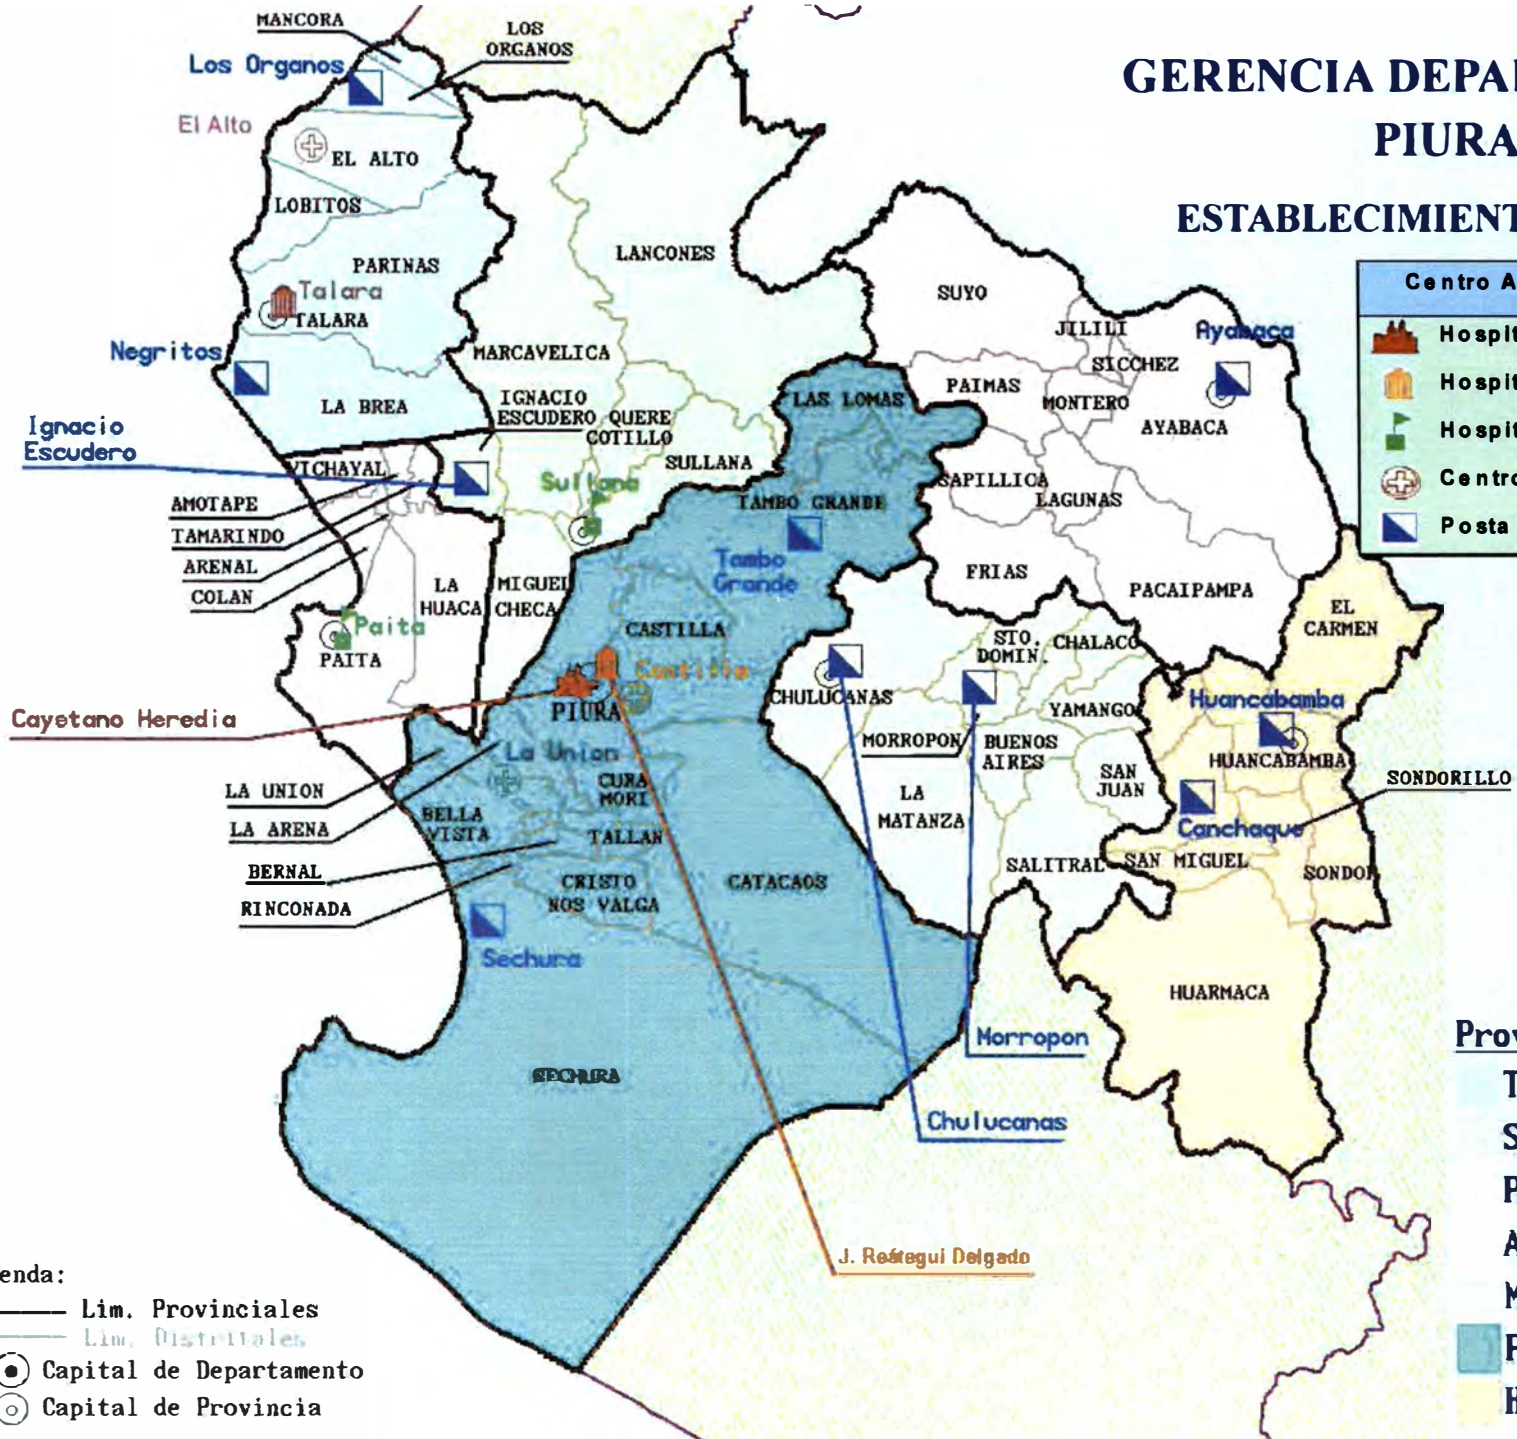 MANCORA
LOS
ORGANOS
Los Organos
El Alto
EL ALTO
LOBITOS
PARINAS
Talara
TALARA
Negritos
LA BREA
Ignacio
Escudero
VICHAYAL
AMOTAPE
TAMARINDO
ARENAL
COLAN
LA
HUACA
Paita
PAITA
LANCONES
MARCAVELICA
IGNACIO
ESCUDERO
QUERE
COTILLO
SULLANA
Sullana
MIGUEL
CHECA
GERENCIA DEPAR
PIURA
ESTABLECIMIENT
Centro A
Hospit
Hospit
Hospit
Centro
Posta
SUYO
JILILI
SICCHEZ
Ayabaca
PAIMAS
MONTERO
AYABACA
SAPILLICA
LAGUNAS
FRIAS
PACAIPAMPA
LAS LOMAS
TAMBO GRANDE
Tambo
Grande
CASTILLA
Castilla
PIURA
Cayetano Heredia
La Union
LA UNION
LA ARENA
CURA
MORI
BELLA
VISTA
TALLAN
BERNAL
RINCONADA
CRISTO
NOS VALGA
CATACAOS
Sechura
SECHURA
CHULUCANAS
STO.
DOMIN.
CHALACO
MORROPON
YAMANGO
BUENOS
AIRES
SAN
JUAN
LA
MATANZA
SALITRAL
EL
CARMEN
Huancabamba
HUANCABAMBA
SONDORILLO
Canchaque
SAN MIGUEL
SONDOR
HUARMACA
Morropon
Chulucanas
J. Reátegui Delgado
enda:
Lim. Provinciales
Lim. Distritales
Capital de Departamento
Capital de Provincia
Prov
T
S
P
A
M
P
H